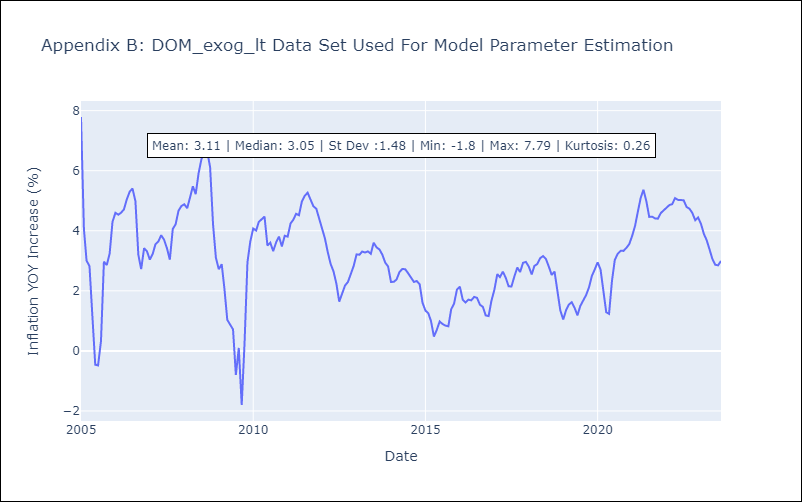 Appendix B: DOM_exog_lt Data Set Used For Model Parameter Estimation
Mean: 3.11 | Median: 3.05 | St Dev :1.48 | Min: -1.8 | Max: 7.79 | Kurtosis: 0.26
Inflation YOY Increase (%)
8
6
4
2
0
−2
2005
2010
2015
2020
Date